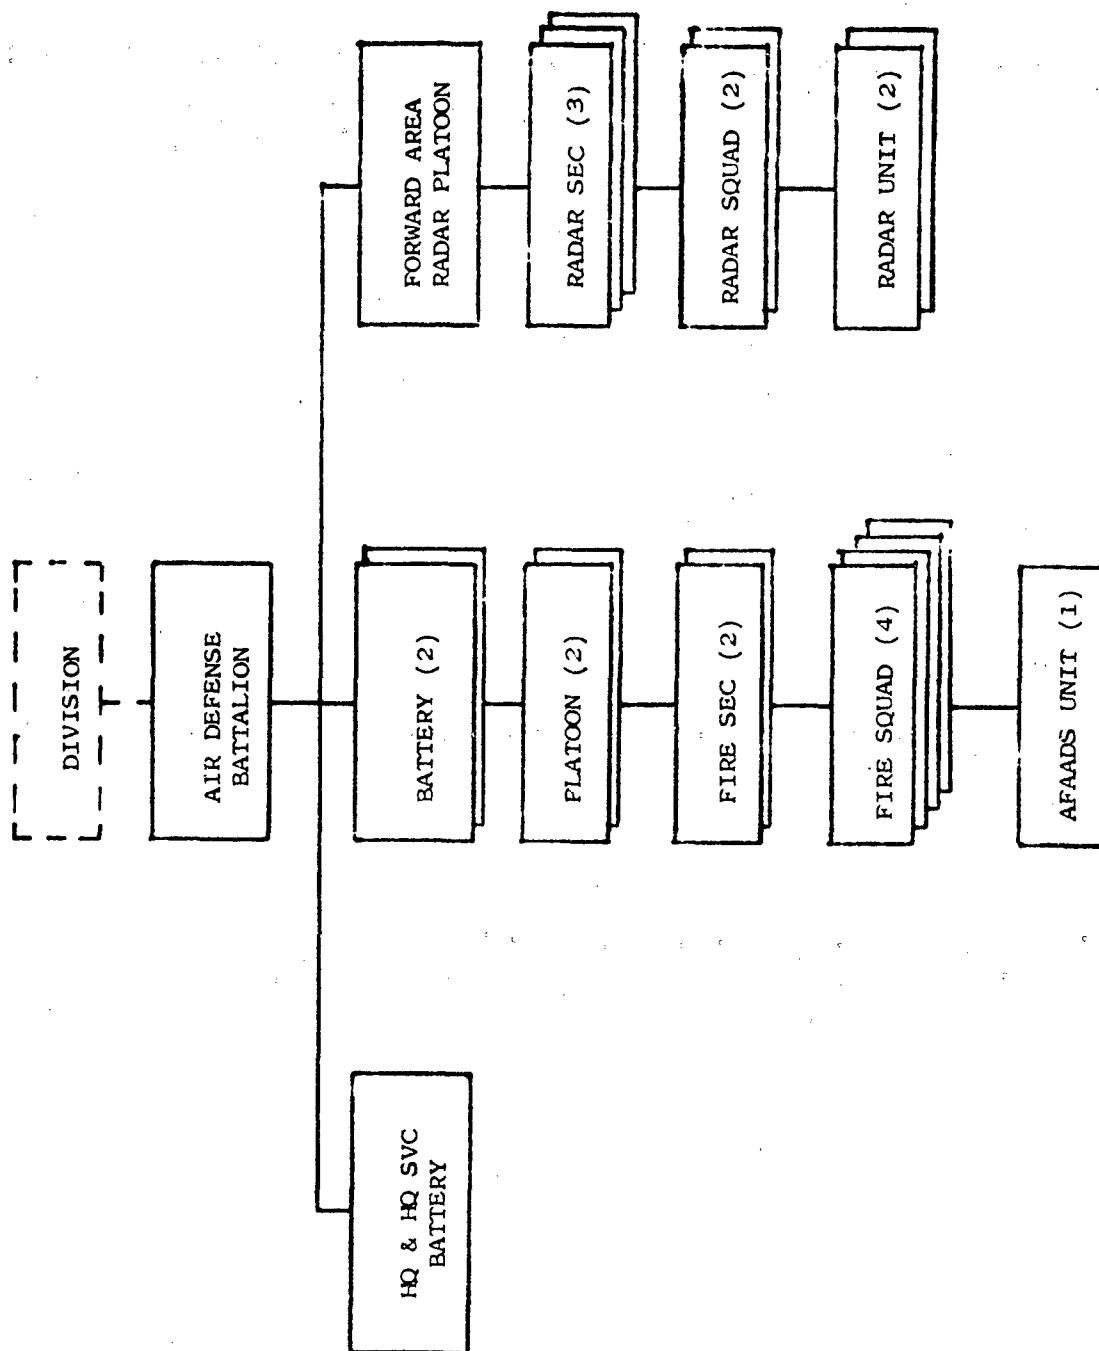 DIVISION
AIR DEFENSE
BATTALION
HQ & HQ SVC
BATTERY
BATTERY (2)
PLATOON (2)
FIRE SEC (2)
FIRE SQUAD (4)
AFAADS UNIT (1)
FORWARD AREA
RADAR PLATOON
RADAR SEC (3)
RADAR SQUAD (2)
RADAR UNIT (2)